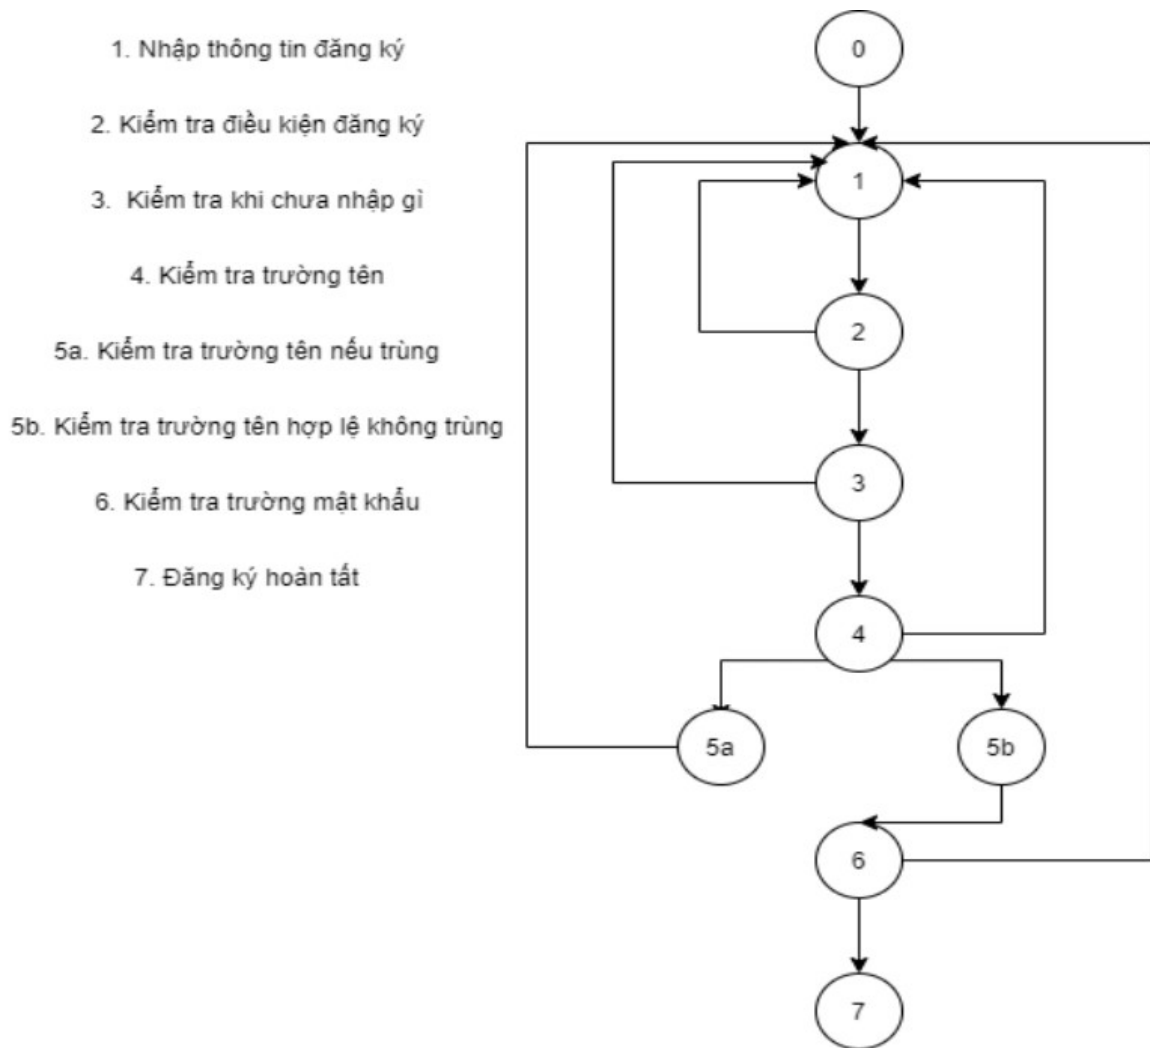 1. Nhập thông tin đăng ký
2. Kiểm tra điều kiện đăng ký
3. Kiểm tra khi chưa nhập gì
4. Kiểm tra trường tên
5a. Kiểm tra trường tên nếu trùng
5b. Kiểm tra trường tên hợp lệ không trùng
6. Kiểm tra trường mật khẩu
7. Đăng ký hoàn tất
0
1
2
3
4
5a
5b
6
7